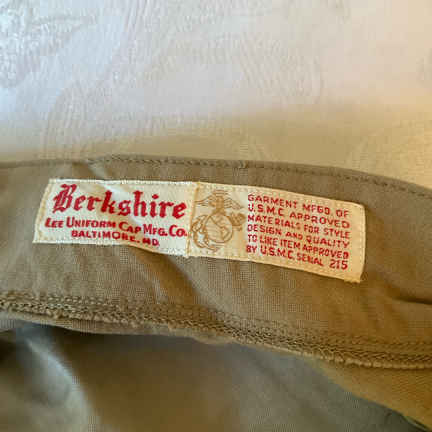 Berkshire
LEE UNIFORM CAP MFG. CO.
BALTIMORE, MD.
GARMENT MFGD. OF
U.S.M.C. APPROVED
MATERIALS FOR STYLE
DESIGN AND QUALITY
TO LIKE ITEM APPROVED
BY U.S.M.C. SERIAL 215